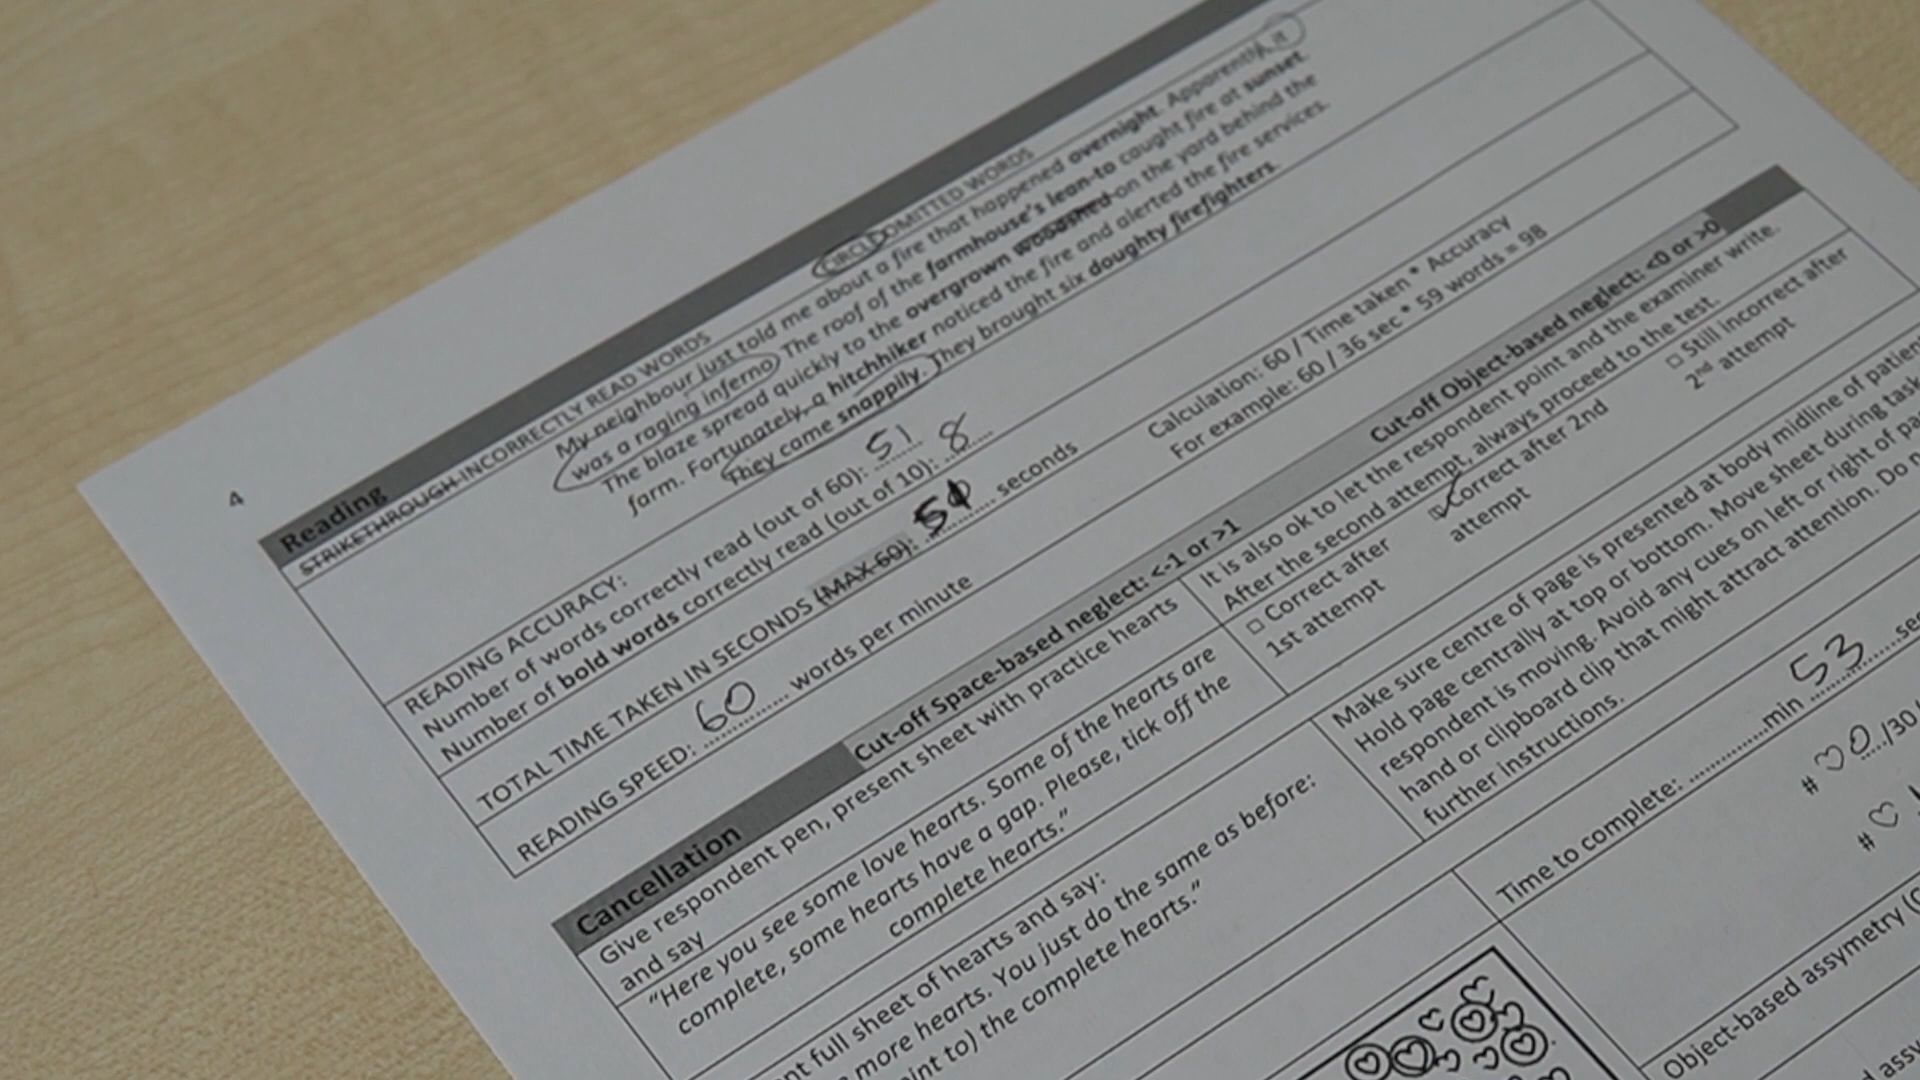 4
Reading
STRIKETHROUGH INCORRECTLY READ WORDS CIRCLE OMITTED WORDS
My neighbour just told me about a fire that happened overnight. Apparently, it
was a raging inferno. The roof of the farmhouse's lean-to caught fire at sunset.
The blaze spread quickly to the overgrown woodshed on the yard behind the
farm. Fortunately, a hitchhiker noticed the fire and alerted the fire services.
They came snappily. They brought six doughty firefighters.
READING ACCURACY:
Number of words correctly read (out of 60): 51
Number of bold words correctly read (out of 10): 8
TOTAL TIME TAKEN IN SECONDS (MAX 60): seconds
READING SPEED: 60 words per minute
Calculation: 60 / Time taken * Accuracy
For example: 60 / 36 sec * 59 words = 98
Cancellation
Cut-off Space-based neglect: <-1 or >1
Cut-off Object-based neglect: <0 or >0
Give respondent pen, present sheet with practice hearts
and say
"Here you see some love hearts. Some of the hearts are
complete, some hearts have a gap. Please, tick off the
complete hearts."
It is also ok to let the respondent point and the examiner write.
After the second attempt, always proceed to the test.
□ Correct after
1st attempt
Correct after 2nd
attempt
□ Still incorrect after
2nd attempt
full sheet of hearts and say:
more hearts. You just do the same as before:
to) the complete hearts."
Make sure centre of page is presented at body midline of
Hold page centrally at top or bottom. Move sheet during
respondent is moving. Avoid any cues on left or right of
hand or clipboard clip that might attract attention. Do
further instructions.
Time to complete: min 53
# ♡ 0 /30
# ♡
Object-based assymetry